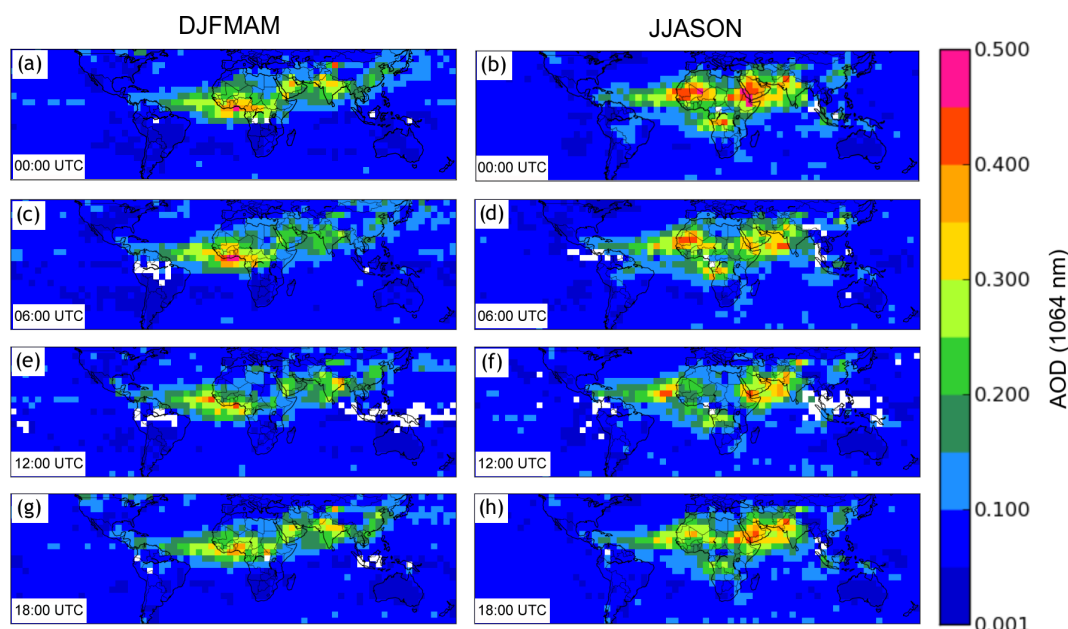 DJFMAM
JJASON
(a)
00:00 UTC
(b)
00:00 UTC
(c)
06:00 UTC
(d)
06:00 UTC
(e)
12:00 UTC
(f)
12:00 UTC
(g)
18:00 UTC
(h)
18:00 UTC
0.500
0.400
0.300
0.200
0.100
0.001
AOD (1064 nm)